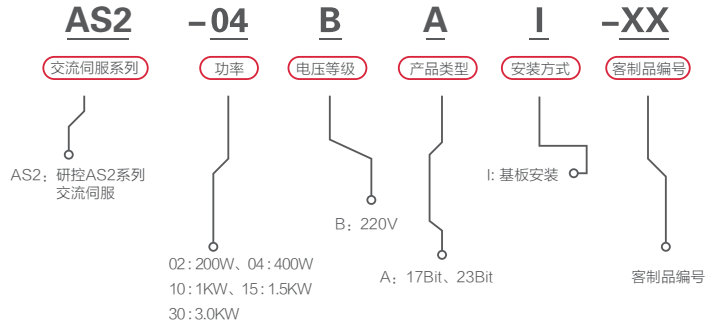 AS2 -04 B A I -XX
交流伺服系列 功率 电压等级 产品类型 安装方式 客制品编号
AS2：研控AS2系列
交流伺服
I: 基板安装
B：220V
02：200W、04：400W
10：1KW、15：1.5KW
30：3.0KW
A：17Bit、23Bit
客制品编号